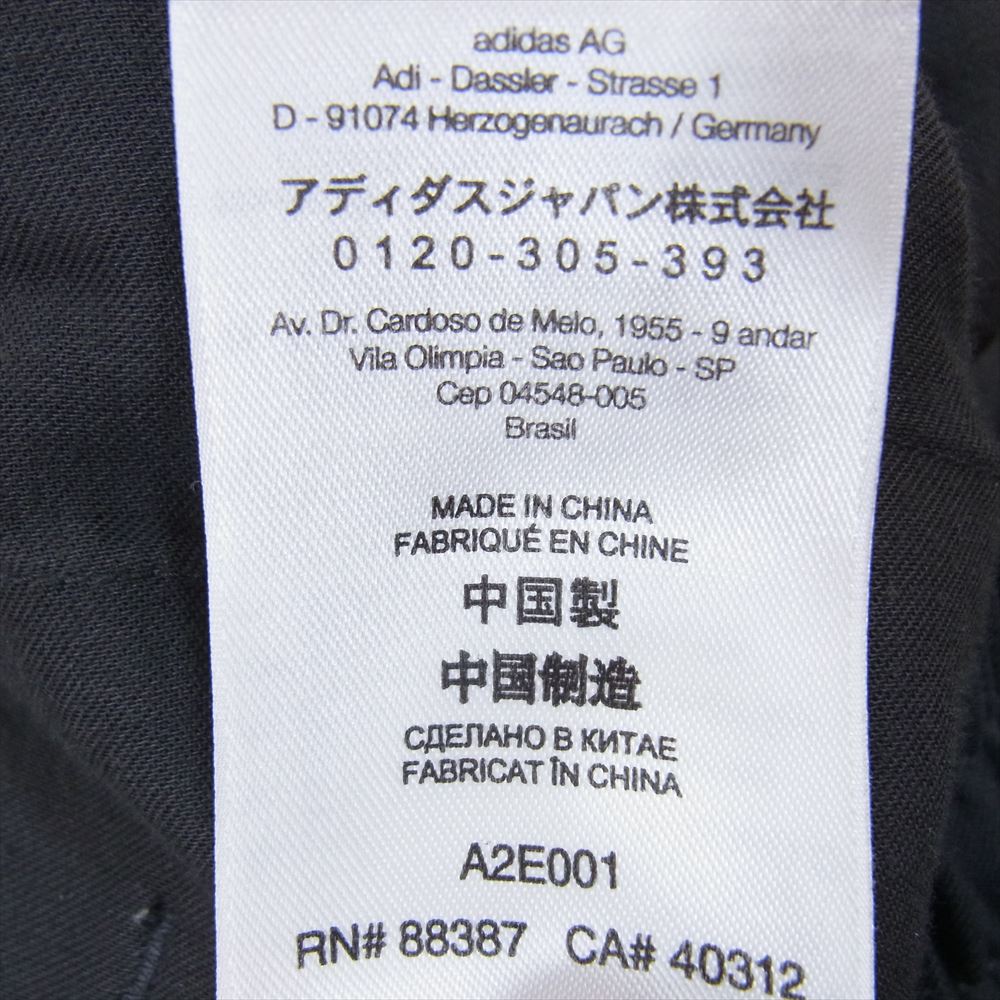 adidas AG
Adi - Dassler - Strasse 1
D - 91074 Herzogenaurach / Germany
アディダスジャパン株式会社
0120-305-393
Av. Dr. Cardoso de Melo, 1955 - 9 andar
Vila Olimpia - Sao Paulo - SP
Cep 04548-005
Brasil
MADE IN CHINA
FABRIQUÉ EN CHINE
中国製
中国制造
СДЕЛАНО В КИТАЕ
FABRICAT ÎN CHINA
A2E001
RN# 88387 CA# 40312